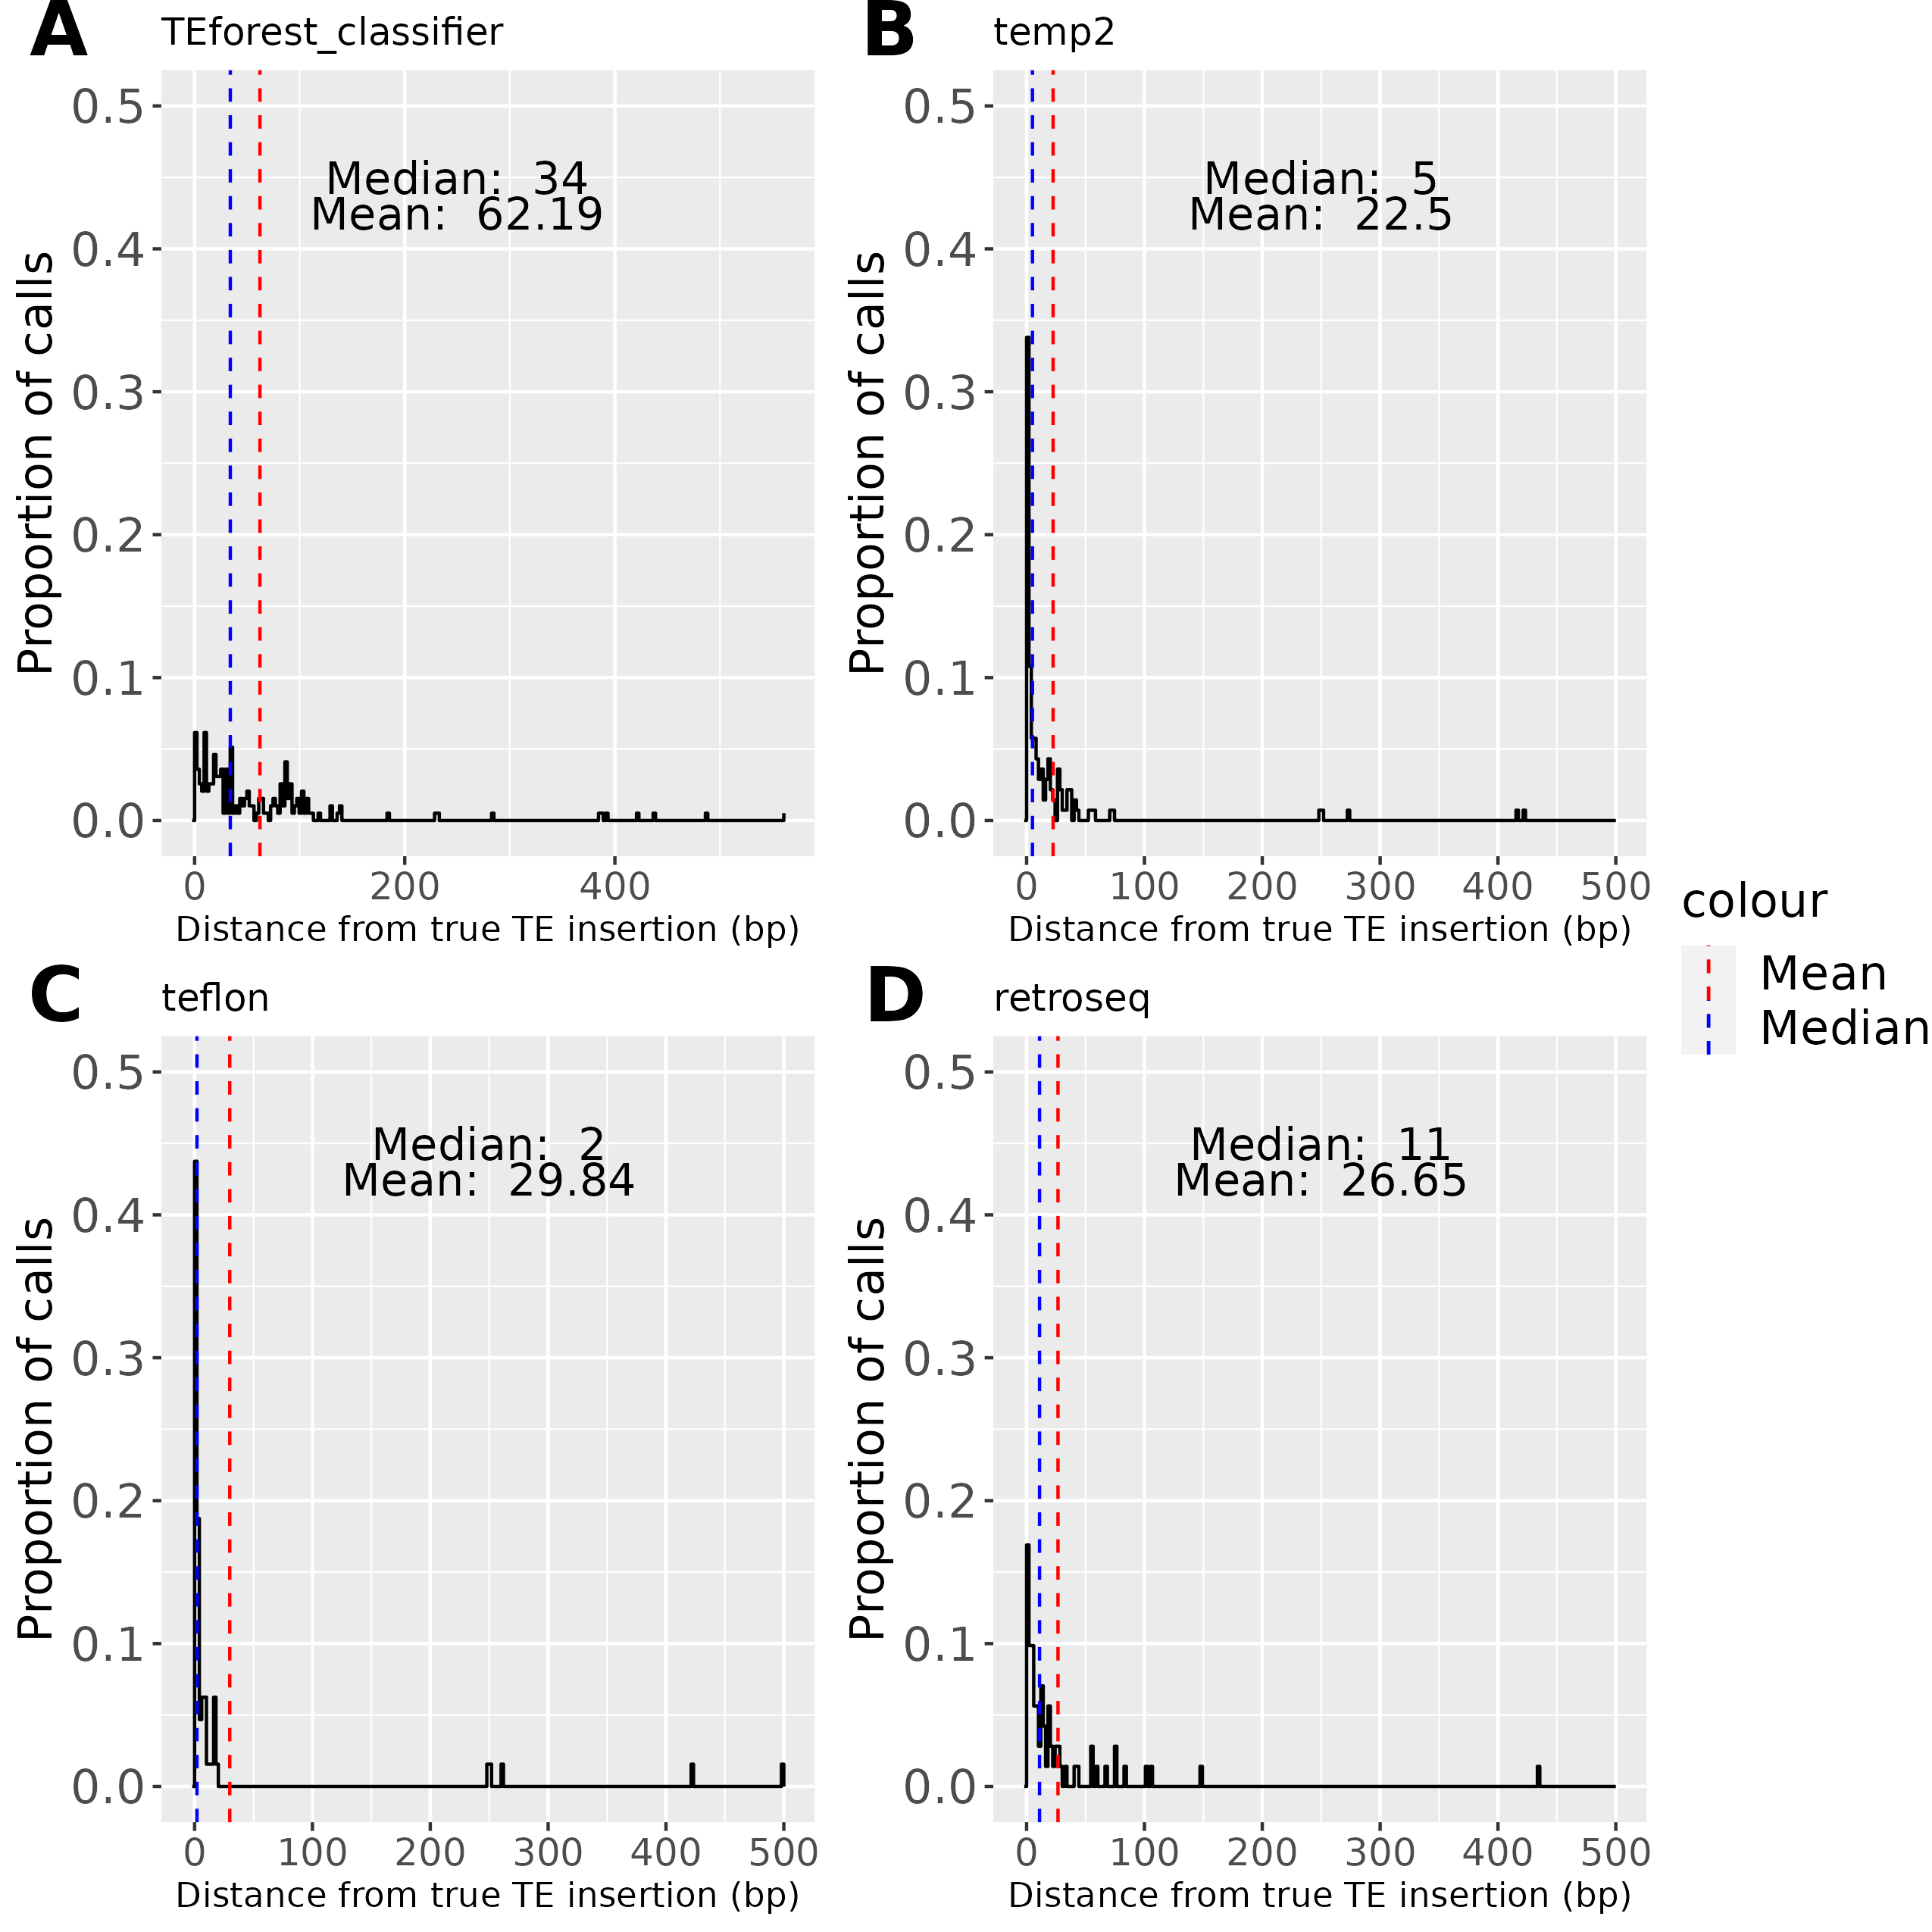 A TEforest_classifier
0.5
0.4
0.3
0.2
0.1
0.0
Proportion of calls
Median: 34
Mean: 62.19
0 200 400
Distance from true TE insertion (bp)
B temp2
0.5
0.4
0.3
0.2
0.1
0.0
Proportion of calls
Median: 5
Mean: 22.5
0 100 200 300 400 500
Distance from true TE insertion (bp)
C teflon
0.5
0.4
0.3
0.2
0.1
0.0
Proportion of calls
Median: 2
Mean: 29.84
0 100 200 300 400 500
Distance from true TE insertion (bp)
D retroseq
0.5
0.4
0.3
0.2
0.1
0.0
Proportion of calls
Median: 11
Mean: 26.65
0 100 200 300 400 500
Distance from true TE insertion (bp)
colour
Mean
Median